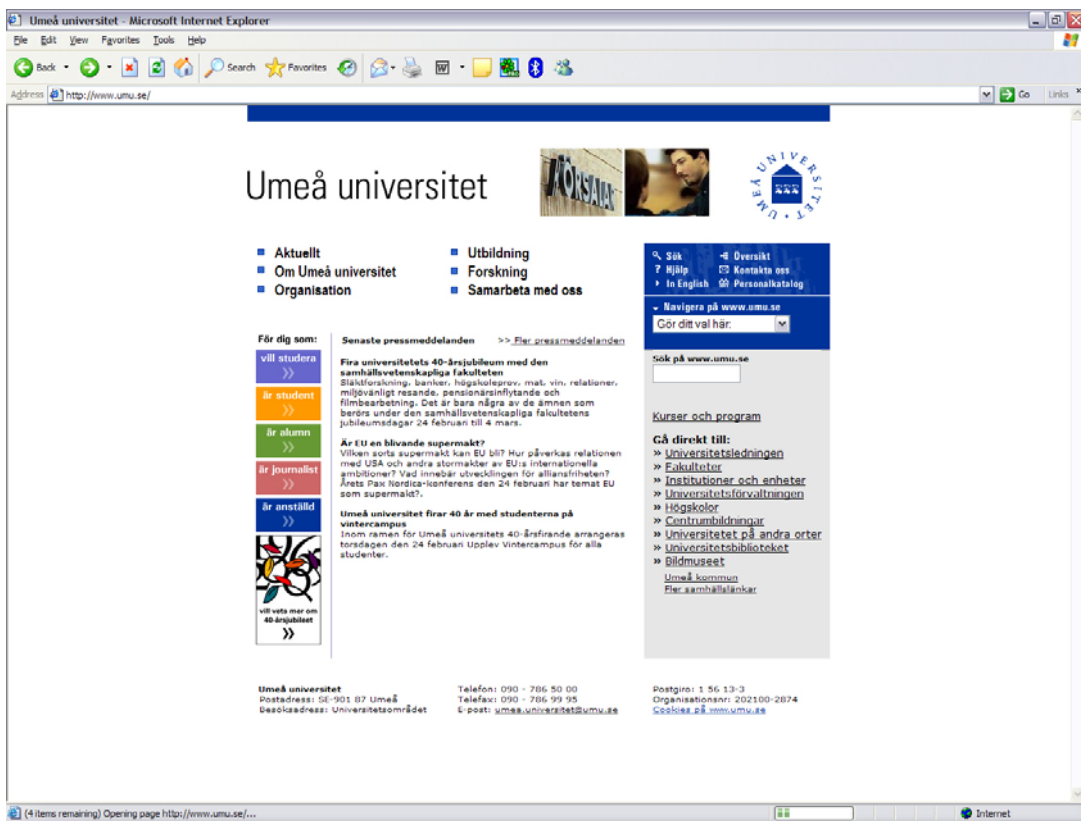 Umeå universitet - Microsoft Internet Explorer
File Edit View Favorites Tools Help
Back Search Favorites
Address http://www.umu.se/ Go Links
Umeå universitet
HÖRSALAR
UMEÅ UNIVERSITET
Aktuellt
Om Umeå universitet
Organisation
Utbildning
Forskning
Samarbeta med oss
Sök Översikt
? Hjälp Kontakta oss
In English Personalkatalog
Navigera på www.umu.se
Gör ditt val här:
För dig som:
vill studera
är student
är alumn
är journalist
är anställd
vill veta mer om
40-årsjubileet
Senaste pressmeddelanden >> Fler pressmeddelanden
Fira universitetets 40-årsjubileum med den
samhällsvetenskapliga fakulteten
Släktforskning, banker, högskoleprov, mat, vin, relationer,
miljövänligt resande, pensionärsinflytande och
filmbearbetning. Det är bara några av de ämnen som
berörs under den samhällsvetenskapliga fakultetens
jubileumsdagar 24 februari till 4 mars.
Är EU en blivande supermakt?
Vilken sorts supermakt kan EU bli? Hur påverkas relationen
med USA och andra stormakter av EU:s internationella
ambitioner? Vad innebär utvecklingen för alliansfriheten?
Årets Pax Nordica-konferens den 24 februari har temat EU
som supermakt?.
Umeå universitet firar 40 år med studenterna på
vintercampus
Inom ramen för Umeå universitets 40-årsfirande arrangeras
torsdagen den 24 februari Upplev Vintercampus för alla
studenter.
Sök på www.umu.se
Kurser och program
Gå direkt till:
» Universitetsledningen
» Fakulteter
» Institutioner och enheter
» Universitetsförvaltningen
» Högskolor
» Centrumbildningar
» Universitetet på andra orter
» Universitetsbiblioteket
» Bildmuseet
Umeå kommun
Fler samhällslänkar
Umeå universitet
Postadress: SE-901 87 Umeå
Besöksadress: Universitetsområdet
Telefon: 090 - 786 50 00
Telefax: 090 - 786 99 95
E-post: umea.universitet@umu.se
Postgiro: 1 56 13-3
Organisationsnr: 202100-2874
Cookies på www.umu.se
(4 items remaining) Opening page http://www.umu.se/... Internet